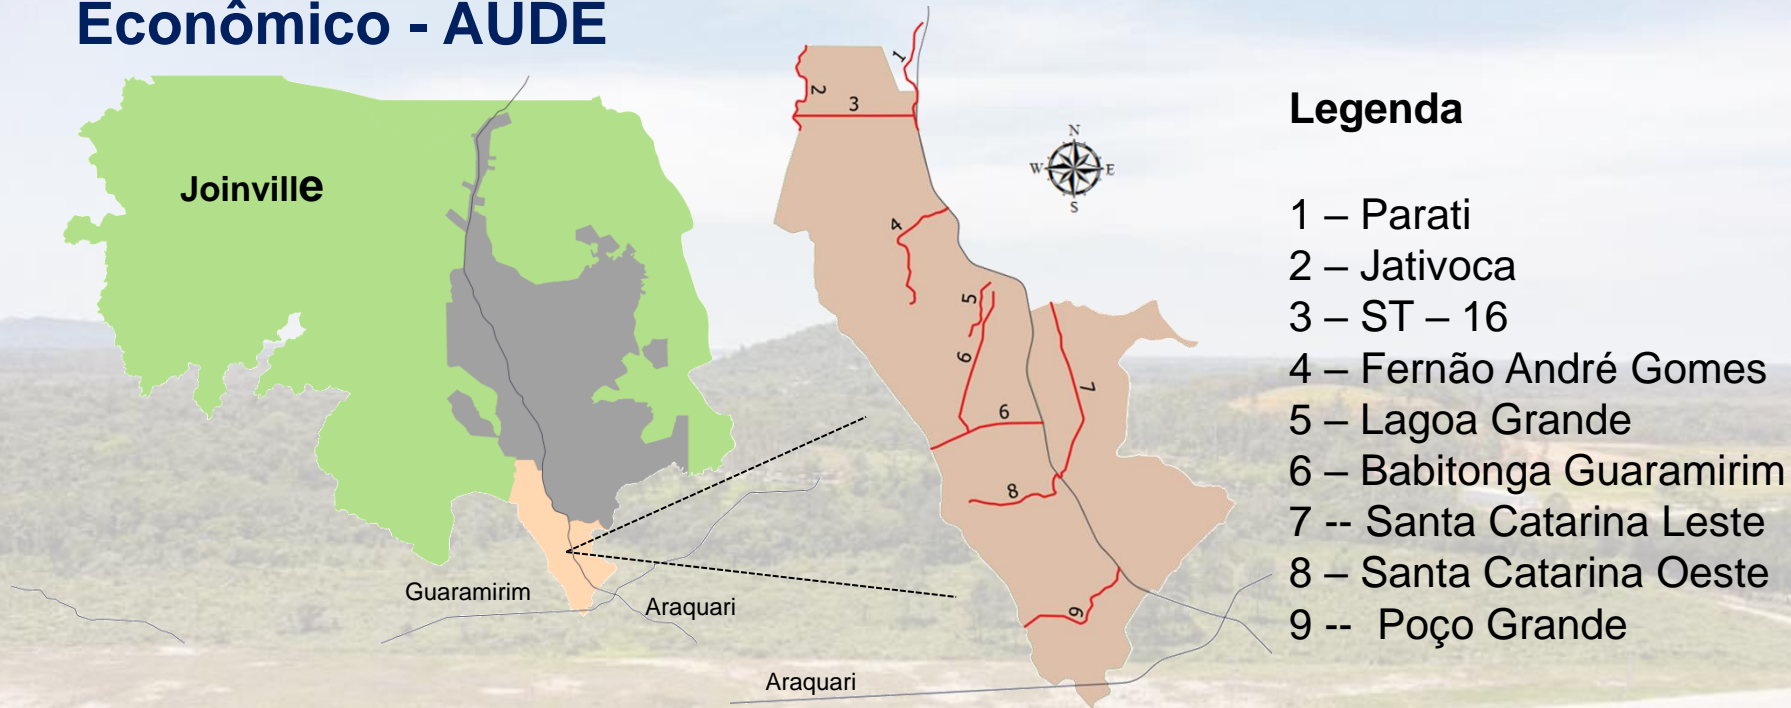 Econômico - AUDE
Joinville
Guaramirim
Araquari
Araquari
1
2
3
4
5
6
6
7
8
9
N
W
E
S
Legenda
1 – Parati
2 – Jativoca
3 – ST – 16
4 – Fernão André Gomes
5 – Lagoa Grande
6 – Babitonga Guaramirim
7 -- Santa Catarina Leste
8 – Santa Catarina Oeste
9 -- Poço Grande